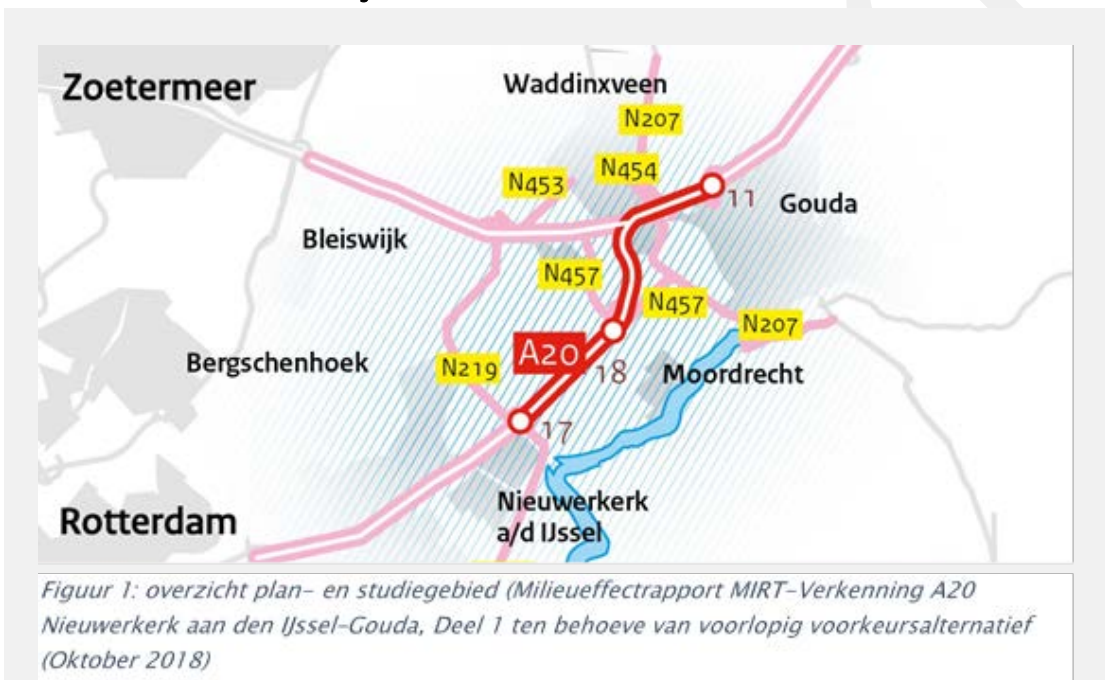 Zoetermeer
Waddinxveen
N207
N454
N453
11
Gouda
Bleiswijk
N457
N457
N207
A20
Bergschenhoek
N219
18
Moordrecht
17
Nieuwerkerk
a/d IJssel
Rotterdam
Figuur 1: overzicht plan- en studiegebied (Milieueffectrapport MIRT-Verkenning A20
Nieuwerkerk aan den IJssel-Gouda, Deel 1 ten behoeve van voorlopig voorkeursalternatief
(Oktober 2018)